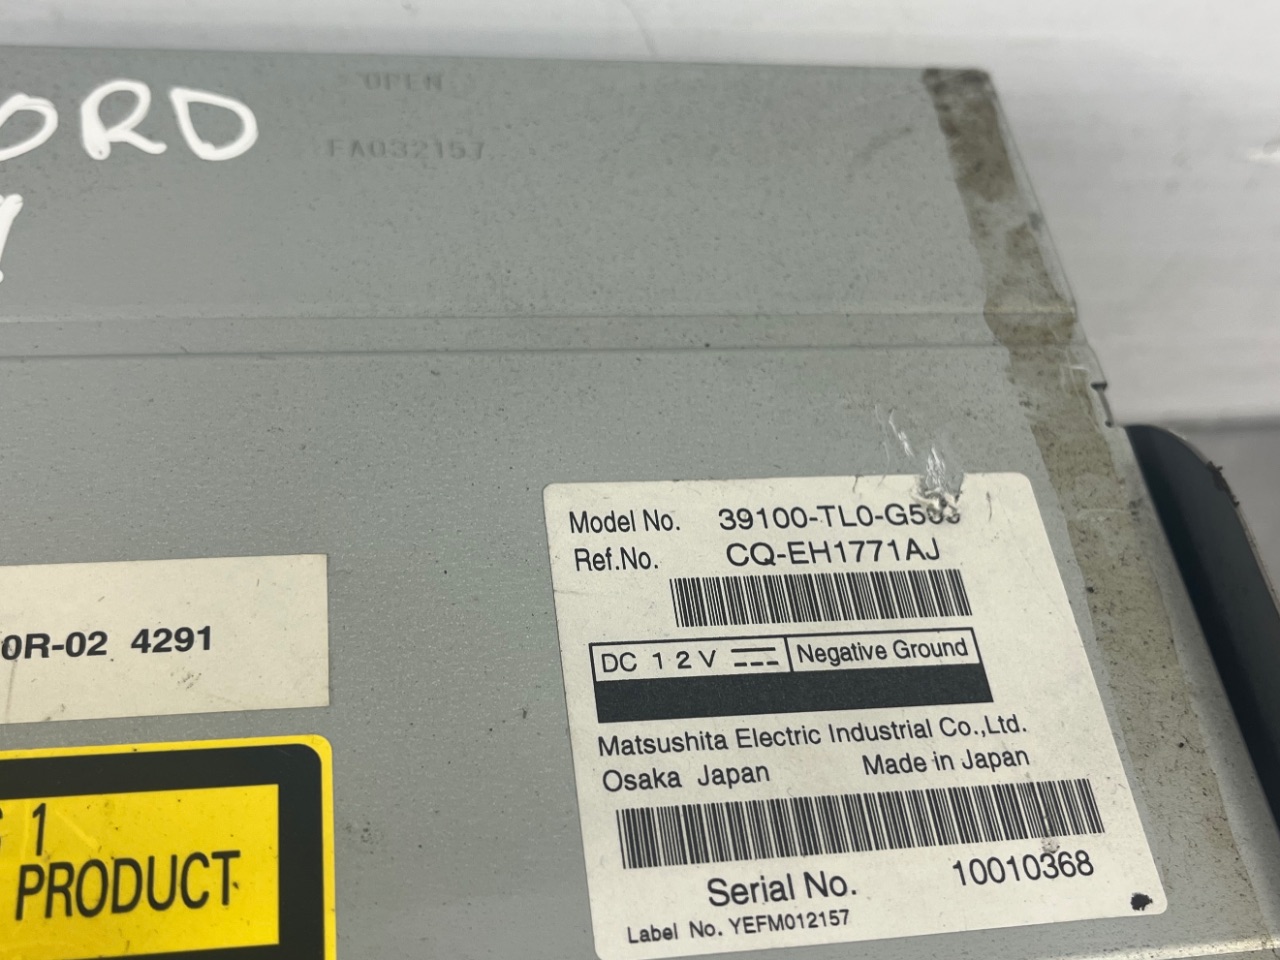 ORD
OPEN
FA032157
Model No. 39100-TL0-G503
Ref.No. CQ-EH1771AJ
0R-02 4291
DC 12V Negative Ground
Matsushita Electric Industrial Co.,Ltd.
Osaka Japan Made in Japan
1
PRODUCT
Serial No. 10010368
Label No. YEFM012157